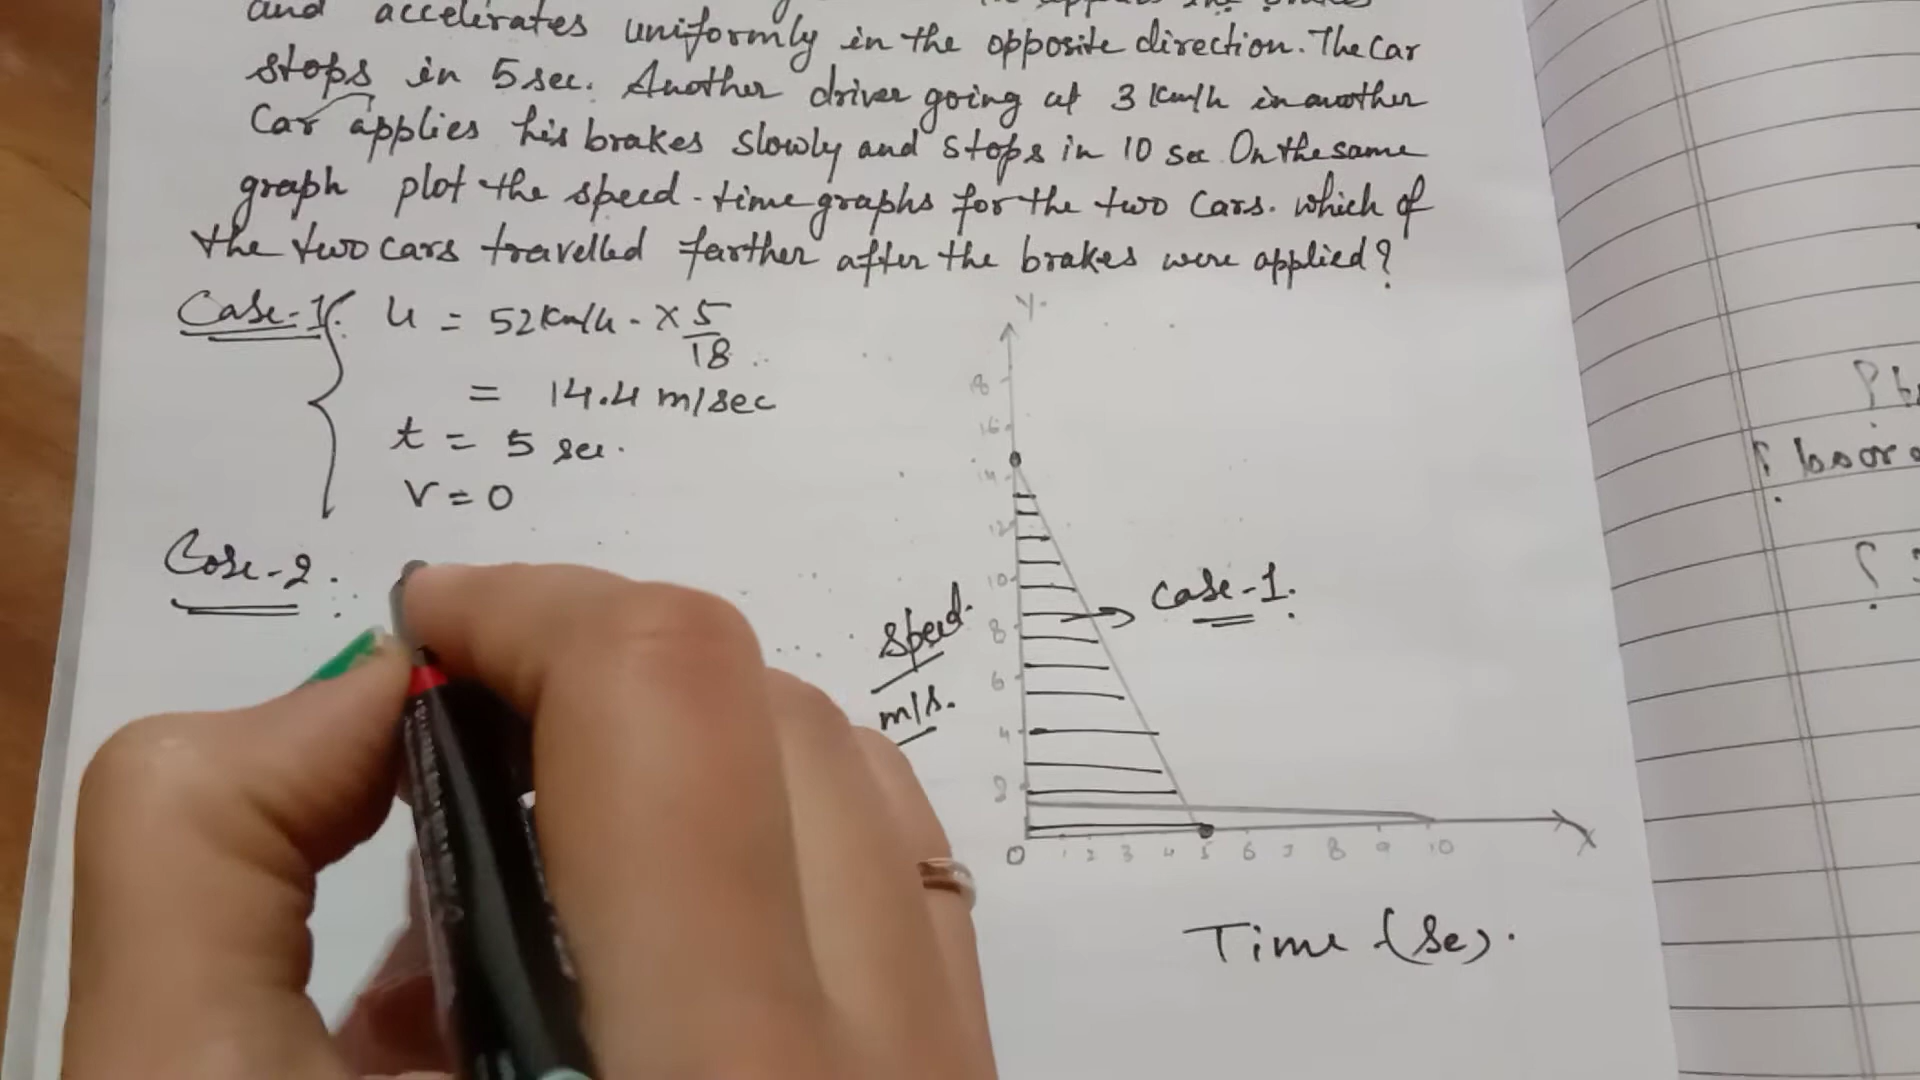 and accelerates uniformly in the opposite direction. The Car
stops in 5 sec. Another driver going at 3 Km/h in another
Car applies his brakes slowly and stops in 10 sec On the same
graph plot the speed - time graphs for the two Cars. which of
the two cars travelled farther after the brakes were applied?
Case-1: u = 52 Km/h - × 5/18
= 14.4 m/sec
t = 5 sec.
v = 0
Case-2:
Y.
18
16
14
12
10
8
6
4
2
0 1 2 3 4 5 6 7 8 9 10 X
speed.
m/s.
Case-1.
Time (Sec).